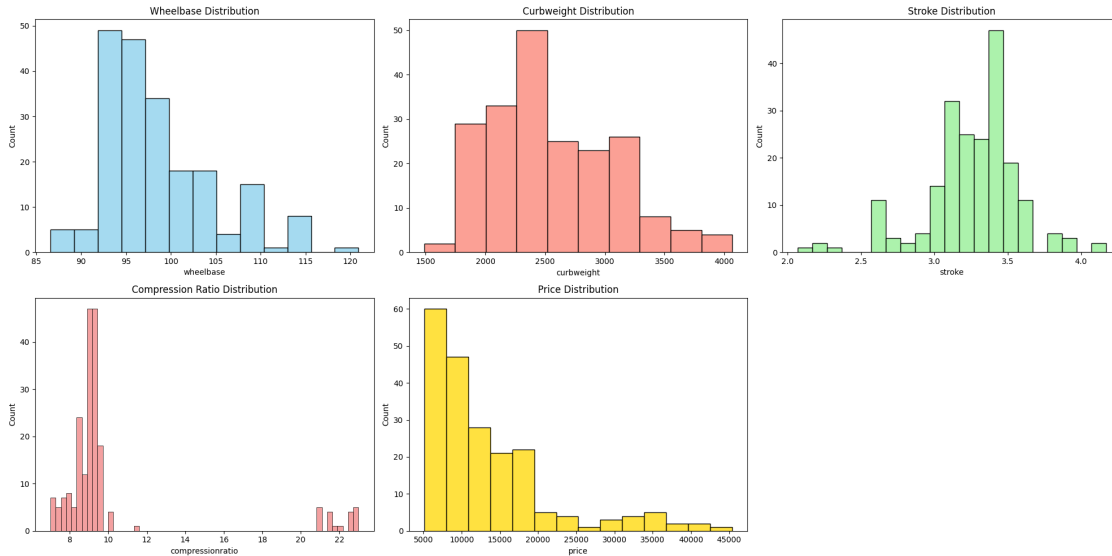 Wheelbase Distribution
Count
50
40
30
20
10
0
85 90 95 100 105 110 115 120
wheelbase
Curbweight Distribution
Count
50
40
30
20
10
0
1500 2000 2500 3000 3500 4000
curbweight
Stroke Distribution
Count
40
30
20
10
0
2.0 2.5 3.0 3.5 4.0
stroke
Compression Ratio Distribution
Count
40
30
20
10
0
8 10 12 14 16 18 20 22
compressionratio
Price Distribution
Count
60
50
40
30
20
10
0
5000 10000 15000 20000 25000 30000 35000 40000 45000
price